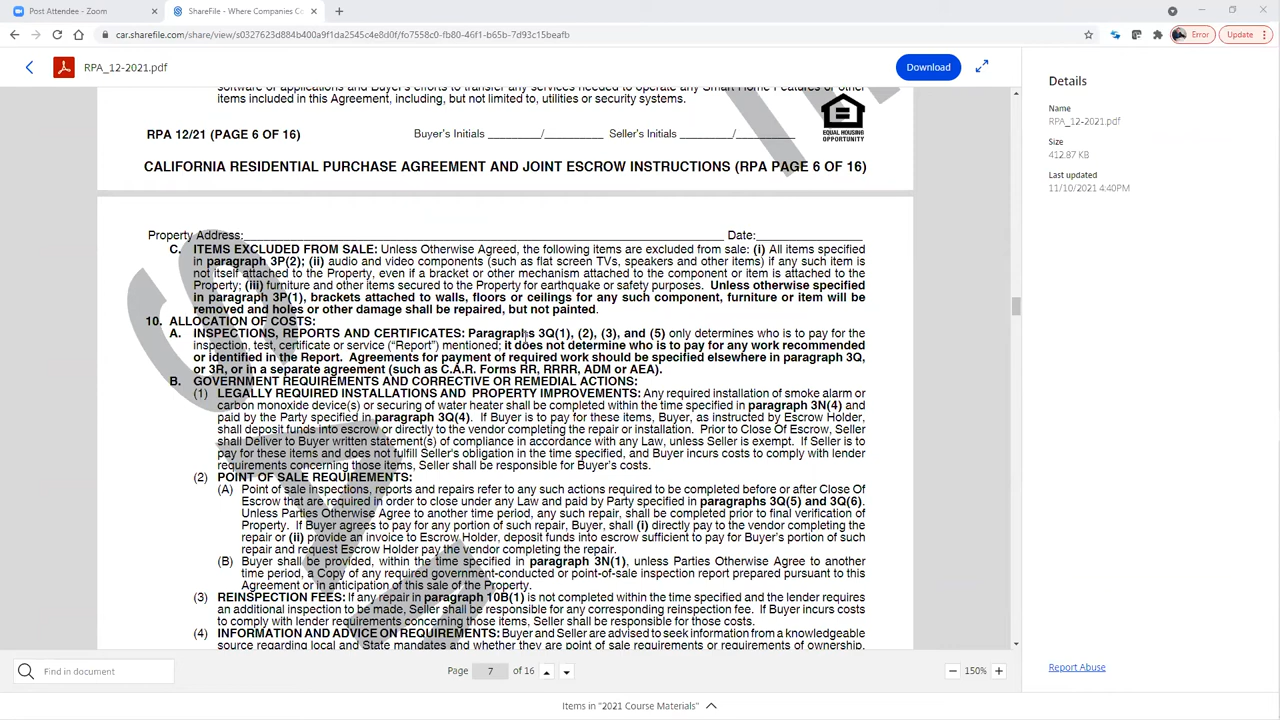 Post Attendee - Zoom
ShareFile - Where Companies Co
car.sharefile.com/share/view/s0327623d884b400a9f1da2545c4e8d0f/fo7558c0-fb80-46f1-b65b-7d93c15beafb
Error
Update
RPA_12-2021.pdf
Download
Details
Name
RPA_12-2021.pdf
Size
412.87 KB
Last updated
11/10/2021 4:40PM
items included in this Agreement, including, but not limited to, utilities or security systems.
RPA 12/21 (PAGE 6 OF 16) Buyer's Initials ________/________ Seller's Initials ________/________
EQUAL HOUSING
OPPORTUNITY
CALIFORNIA RESIDENTIAL PURCHASE AGREEMENT AND JOINT ESCROW INSTRUCTIONS (RPA PAGE 6 OF 16)
Property Address: Date:
C. ITEMS EXCLUDED FROM SALE: Unless Otherwise Agreed, the following items are excluded from sale: (i) All items specified
in paragraph 3P(2); (ii) audio and video components (such as flat screen TVs, speakers and other items) if any such item is
not itself attached to the Property, even if a bracket or other mechanism attached to the component or item is attached to the
Property; (iii) furniture and other items secured to the Property for earthquake or safety purposes. Unless otherwise specified
in paragraph 3P(1), brackets attached to walls, floors or ceilings for any such component, furniture or item will be
removed and holes or other damage shall be repaired, but not painted.
10. ALLOCATION OF COSTS:
A. INSPECTIONS, REPORTS AND CERTIFICATES: Paragraphs 3Q(1), (2), (3), and (5) only determines who is to pay for the
inspection, test, certificate or service ("Report") mentioned; it does not determine who is to pay for any work recommended
or identified in the Report. Agreements for payment of required work should be specified elsewhere in paragraph 3Q,
or 3R, or in a separate agreement (such as C.A.R. Forms RR, RRRR, ADM or AEA).
B. GOVERNMENT REQUIREMENTS AND CORRECTIVE OR REMEDIAL ACTIONS:
(1) LEGALLY REQUIRED INSTALLATIONS AND PROPERTY IMPROVEMENTS: Any required installation of smoke alarm or
carbon monoxide device(s) or securing of water heater shall be completed within the time specified in paragraph 3N(4) and
paid by the Party specified in paragraph 3Q(4). If Buyer is to pay for these items, Buyer, as instructed by Escrow Holder,
shall deposit funds into escrow or directly to the vendor completing the repair or installation. Prior to Close Of Escrow, Seller
shall Deliver to Buyer written statement(s) of compliance in accordance with any Law, unless Seller is exempt. If Seller is to
pay for these items and does not fulfill Seller's obligation in the time specified, and Buyer incurs costs to comply with lender
requirements concerning those items, Seller shall be responsible for Buyer's costs.
(2) POINT OF SALE REQUIREMENTS:
(A) Point of sale inspections, reports and repairs refer to any such actions required to be completed before or after Close Of
Escrow that are required in order to close under any Law and paid by Party specified in paragraphs 3Q(5) and 3Q(6).
Unless Parties Otherwise Agree to another time period, any such repair, shall be completed prior to final verification of
Property. If Buyer agrees to pay for any portion of such repair, Buyer, shall (i) directly pay to the vendor completing the
repair or (ii) provide an invoice to Escrow Holder, deposit funds into escrow sufficient to pay for Buyer's portion of such
repair and request Escrow Holder pay the vendor completing the repair.
(B) Buyer shall be provided, within the time specified in paragraph 3N(1), unless Parties Otherwise Agree to another
time period, a Copy of any required government-conducted or point-of-sale inspection report prepared pursuant to this
Agreement or in anticipation of this sale of the Property.
(3) REINSPECTION FEES: If any repair in paragraph 10B(1) is not completed within the time specified and the lender requires
an additional inspection to be made, Seller shall be responsible for any corresponding reinspection fee. If Buyer incurs costs
to comply with lender requirements concerning those items, Seller shall be responsible for those costs.
(4) INFORMATION AND ADVICE ON REQUIREMENTS: Buyer and Seller are advised to seek information from a knowledgeable
source regarding local and State mandates and whether they are point of sale requirements or requirements of ownership.
Find in document
Page 7 of 16
150%
Report Abuse
Items in "2021 Course Materials"